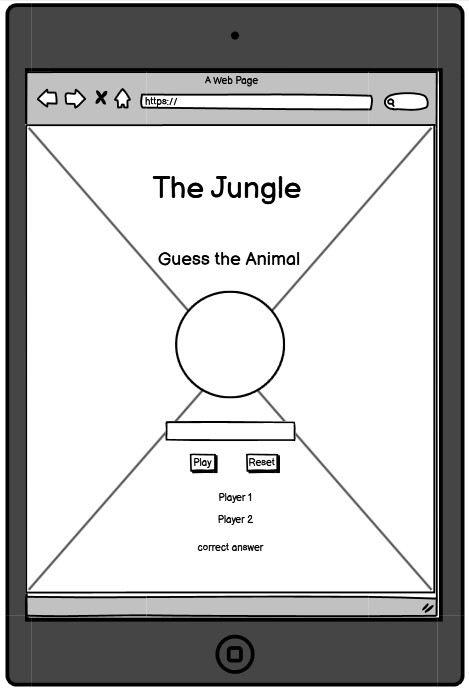 A Web Page
https://
The Jungle
Guess the Animal
Play Reset
Player 1
Player 2
correct answer